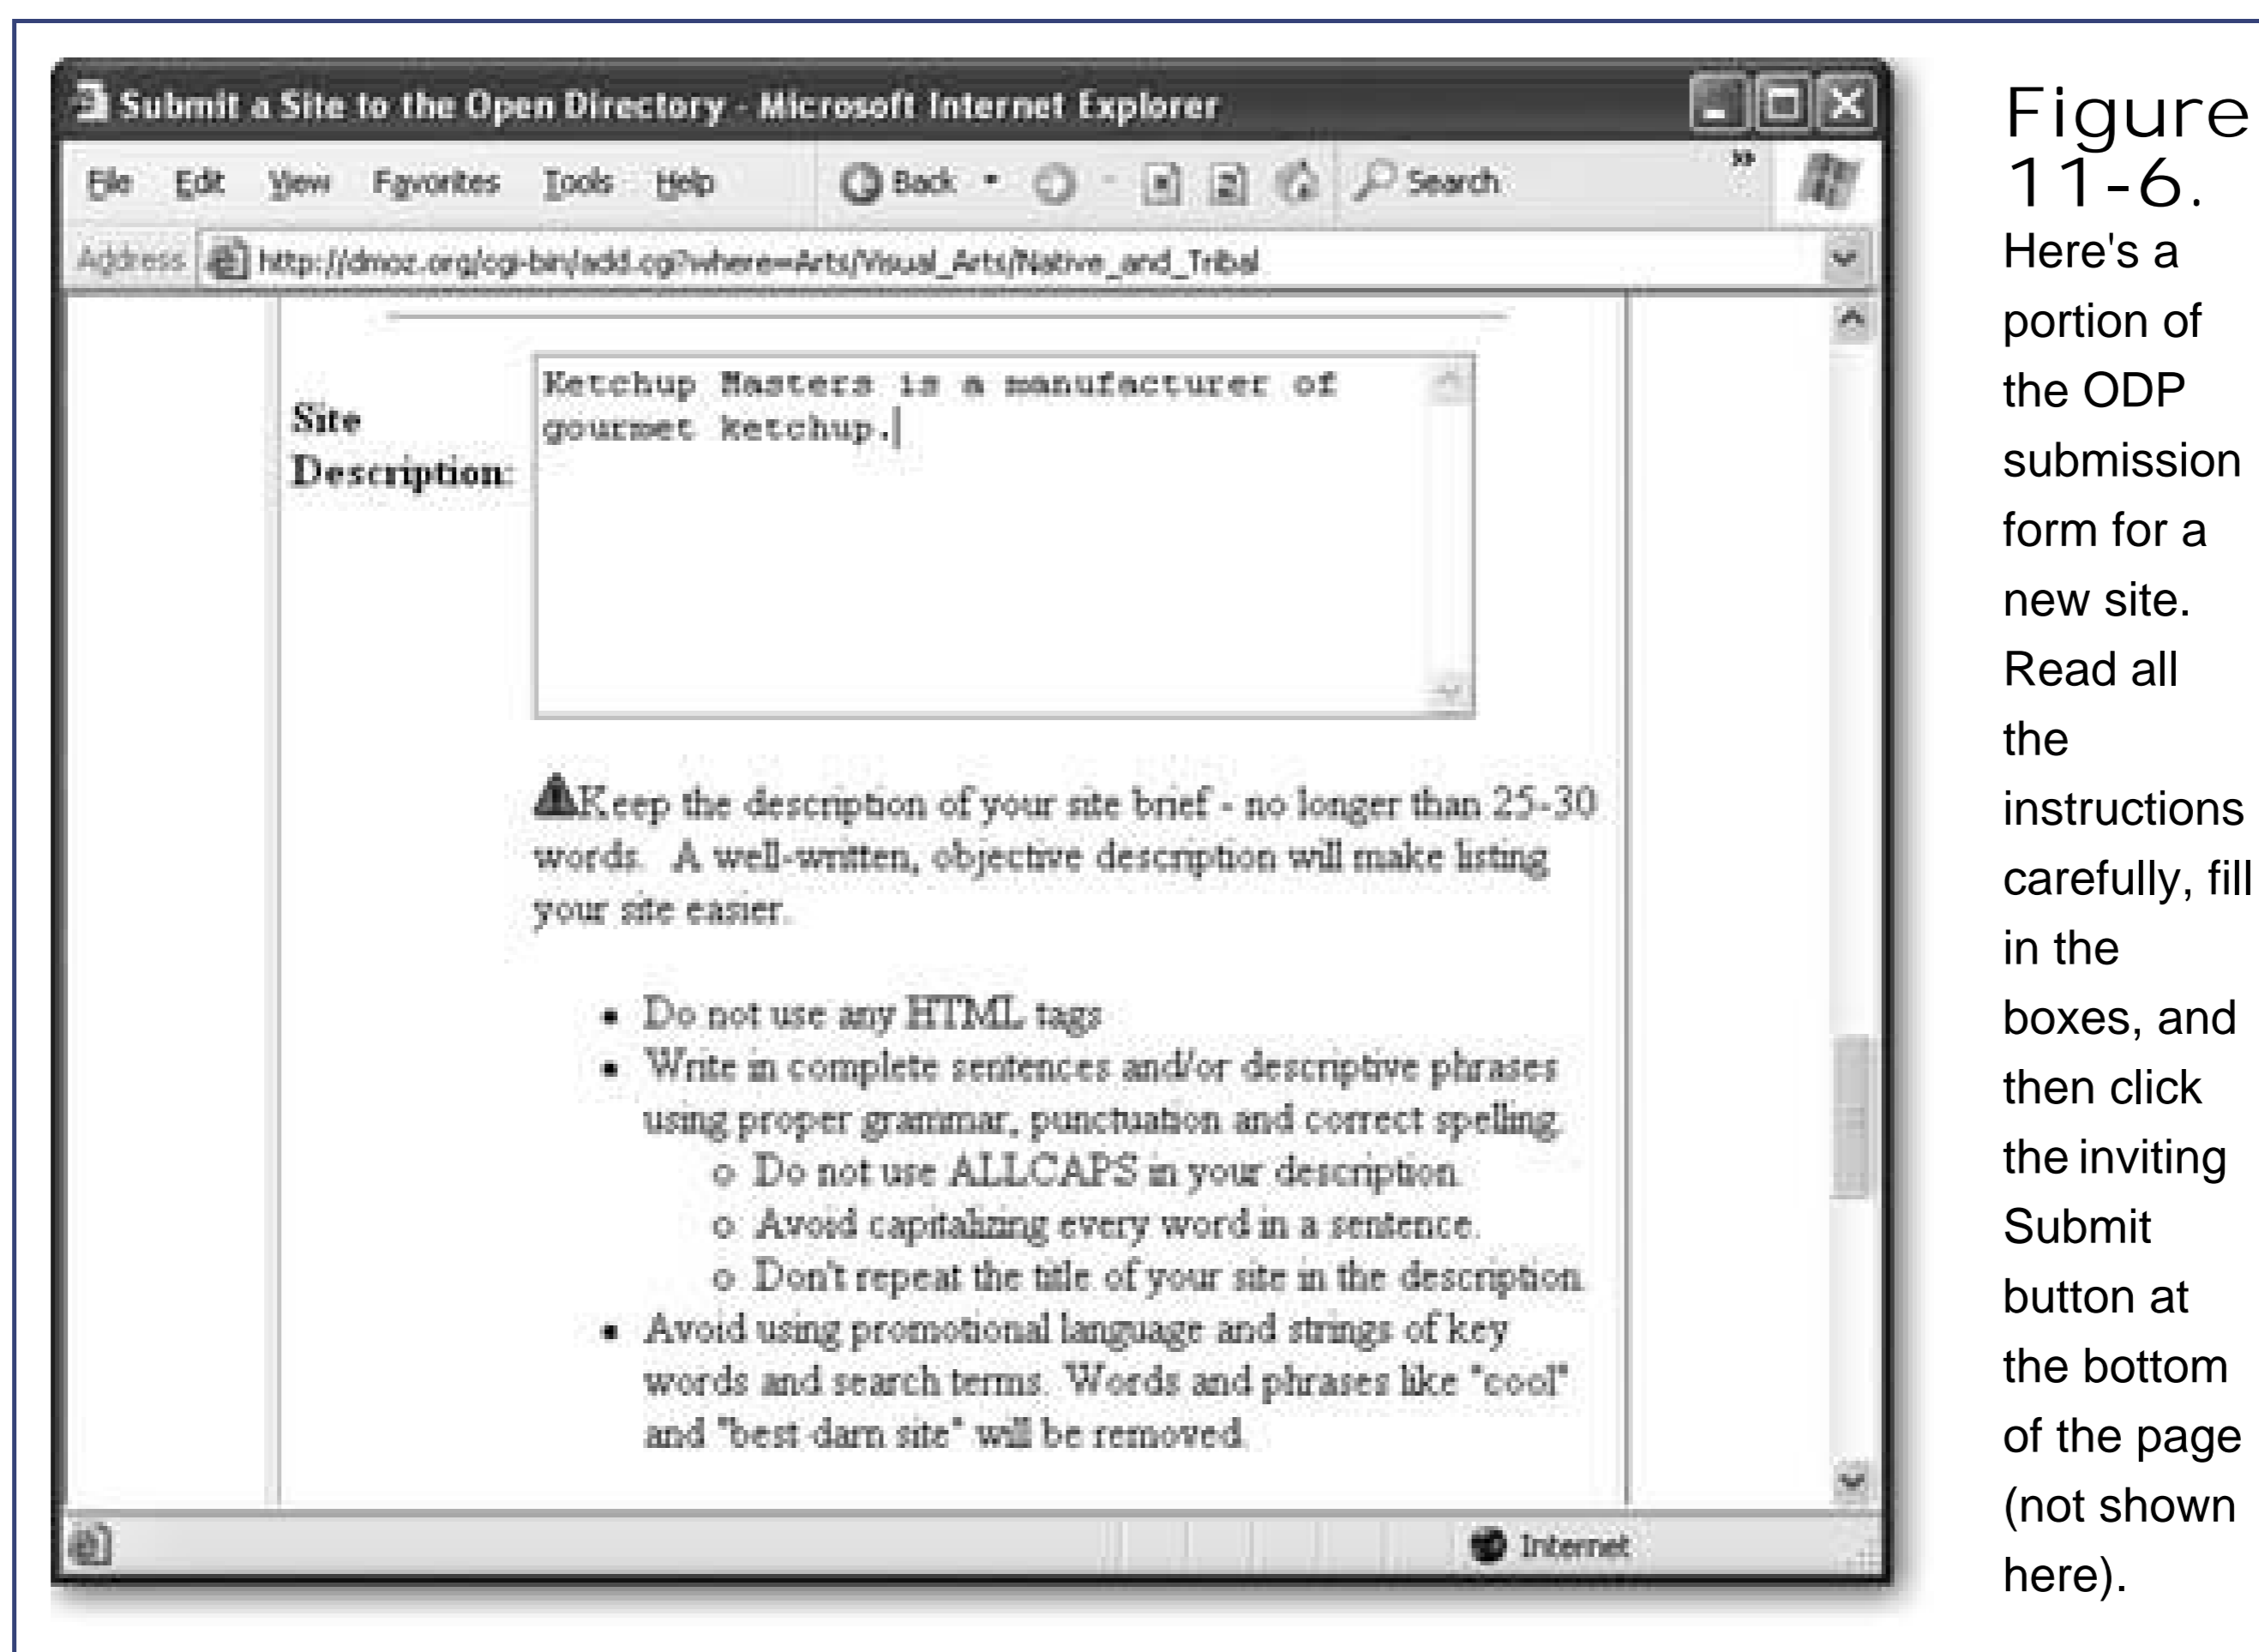 Submit a Site to the Open Directory - Microsoft Internet Explorer
File Edit View Favorites Tools Help Back Search »
Address http://dmoz.org/cgi-bin/add.cgi?where=Arts/Visual_Arts/Native_and_Tribal
Site
Description:
Ketchup Masters is a manufacturer of
gourmet ketchup.
Keep the description of your site brief - no longer than 25-30
words. A well-written, objective description will make listing
your site easier.
• Do not use any HTML tags
• Write in complete sentences and/or descriptive phrases
using proper grammar, punctuation and correct spelling.
o Do not use ALLCAPS in your description.
o Avoid capitalizing every word in a sentence.
o Don't repeat the title of your site in the description.
• Avoid using promotional language and strings of key
words and search terms. Words and phrases like "cool"
and "best darn site" will be removed.
Internet
Figure
11-6.
Here's a
portion of
the ODP
submission
form for a
new site.
Read all
the
instructions
carefully, fill
in the
boxes, and
then click
the inviting
Submit
button at
the bottom
of the page
(not shown
here).